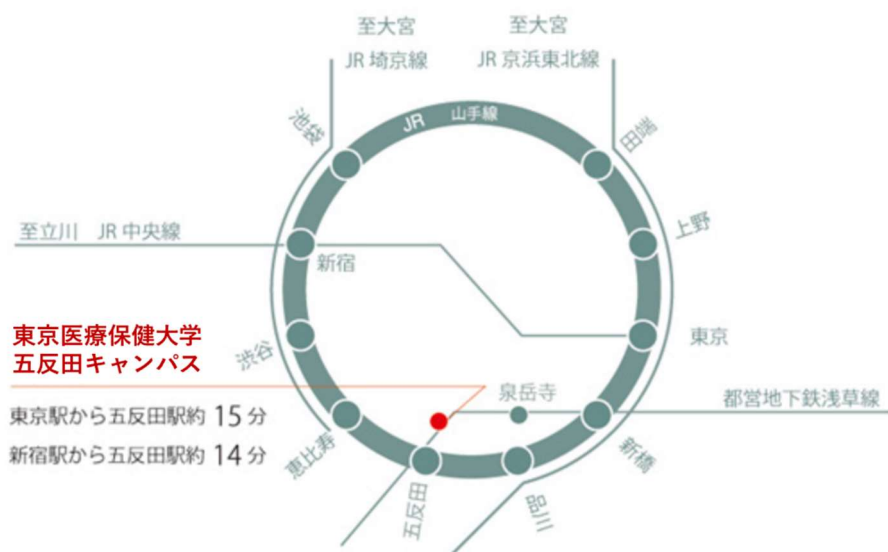 至大宮
JR 埼京線
至大宮
JR 京浜東北線
JR 山手線
池袋
田端
上野
至立川 JR 中央線
新宿
東京医療保健大学
五反田キャンパス
渋谷
東京
泉岳寺
都営地下鉄浅草線
東京駅から五反田駅約 15 分
新宿駅から五反田駅約 14 分
恵比寿
新橋
五反田
品川